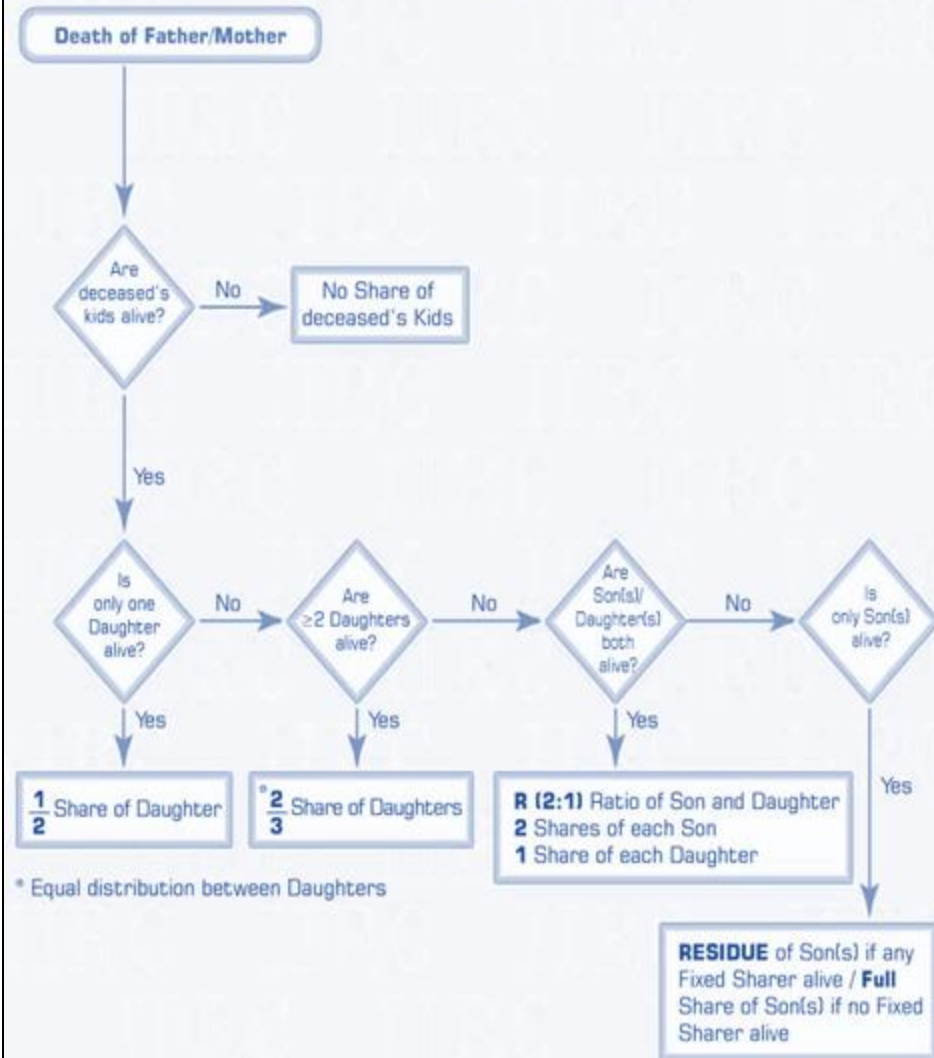 Death of Father/Mother
Are
deceased's
kids alive?
No
No Share of
deceased's Kids
Yes
Is
only one
Daughter
alive?
No
Are
≥2 Daughters
alive?
No
Are
Son(s)/
Daughter(s)
both
alive?
No
Is
only Son(s)
alive?
Yes
Yes
Yes
Yes
1
2
Share of Daughter
* 2
3
Share of Daughters
R (2:1) Ratio of Son and Daughter
2 Shares of each Son
1 Share of each Daughter
* Equal distribution between Daughters
RESIDUE of Son(s) if any
Fixed Sharer alive / Full
Share of Son(s) if no Fixed
Sharer alive